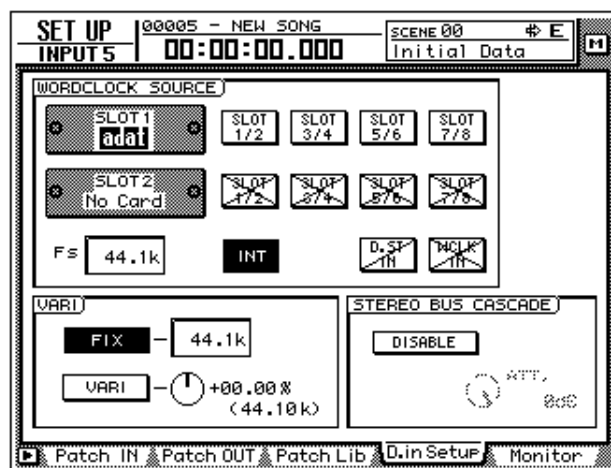 SET UP
INPUT 5
00005 - NEW SONG
00:00:00.000
SCENE 00 E
Initial Data
M
WORDCLOCK SOURCE
SLOT1
adat
SLOT 1/2
SLOT 3/4
SLOT 5/6
SLOT 7/8
SLOT2
No Card
SLOT 1/2
SLOT 3/4
SLOT 5/6
SLOT 7/8
Fs 44.1k
INT
D.ST IN
WCLK IN
VARI
FIX
44.1k
VARI
+00.00%
(44.10k)
STEREO BUS CASCADE
DISABLE
ATT.
0dB
Patch IN
Patch OUT
Patch Lib
D.in Setup
Monitor